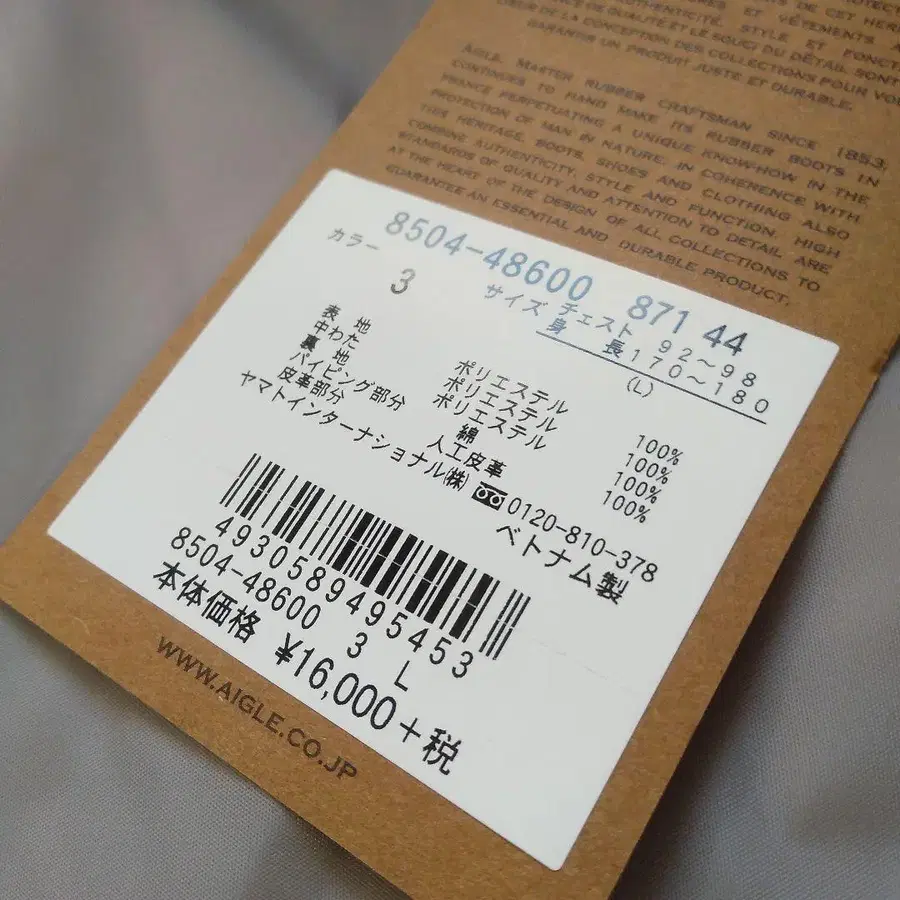 DE QUALITÉ ET LE SOUCI DU DÉTAIL SONT
CŒUR DE LA CONCEPTION DES COLLECTIONS POUR VOUS
GARANTIR UN PRODUIT JUSTE ET DURABLE.
AIGLE, MASTER RUBBER CRAFTSMAN SINCE 1853,
CONTINUES TO HAND MAKE ITS RUBBER BOOTS IN
FRANCE PERPETUATING A UNIQUE KNOW-HOW IN THE
PROTECTION OF MAN IN NATURE. IN COHERENCE WITH
THIS HERITAGE, BOOTS, SHOES AND CLOTHING ALSO
COMBINE AUTHENTICITY, STYLE AND FUNCTION. HIGH
STANDARDS OF QUALITY AND ATTENTION TO DETAIL ARE
AT THE HEART OF THE DESIGN OF ALL COLLECTIONS TO
GUARANTEE AN ESSENTIAL AND DURABLE PRODUCT.
8504-48600 871 44
カラー 3 サイズ チェスト 92～98
身長170～180
(L)
表地 ポリエステル 100%
中わた ポリエステル 100%
裏地 ポリエステル 100%
パイピング部分 綿 100%
皮革部分 人工皮革
ヤマトインターナショナル(株) 0120-810-378
ベトナム製
4930589495453
8504-48600 3 L
本体価格 ¥16,000+税
WWW.AIGLE.CO.JP